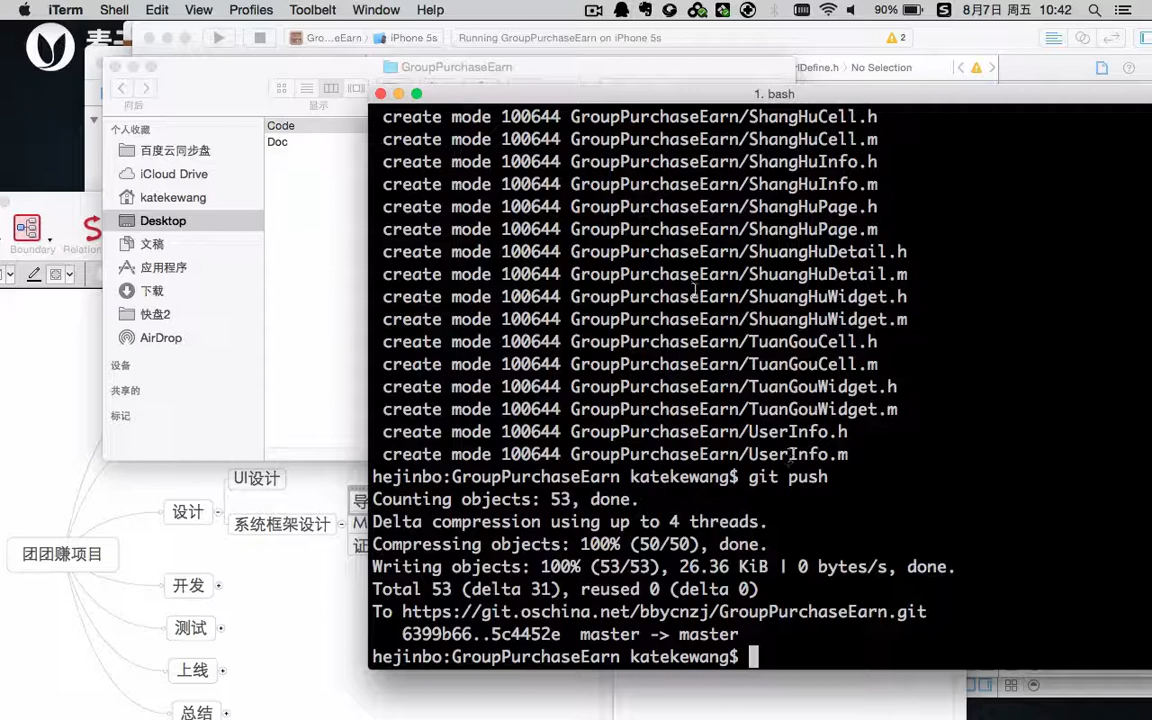 iTerm Shell Edit View Profiles Toolbelt Window Help 90% 8月7日 周五 10:42
Gro...eEarn iPhone 5s Running GroupPurchaseEarn on iPhone 5s 2
GroupPurchaseEarn
lDefine.h No Selection
向后 显示
1. bash
个人收藏
百度云同步盘
iCloud Drive
katekewang
Desktop
文稿
应用程序
下载
快盘2
AirDrop
设备
共享的
标记
Code
Doc
Boundary Relation
create mode 100644 GroupPurchaseEarn/ShangHuCell.h
create mode 100644 GroupPurchaseEarn/ShangHuCell.m
create mode 100644 GroupPurchaseEarn/ShangHuInfo.h
create mode 100644 GroupPurchaseEarn/ShangHuInfo.m
create mode 100644 GroupPurchaseEarn/ShangHuPage.h
create mode 100644 GroupPurchaseEarn/ShangHuPage.m
create mode 100644 GroupPurchaseEarn/ShuangHuDetail.h
create mode 100644 GroupPurchaseEarn/ShuangHuDetail.m
create mode 100644 GroupPurchaseEarn/ShuangHuWidget.h
create mode 100644 GroupPurchaseEarn/ShuangHuWidget.m
create mode 100644 GroupPurchaseEarn/TuanGouCell.h
create mode 100644 GroupPurchaseEarn/TuanGouCell.m
create mode 100644 GroupPurchaseEarn/TuanGouWidget.h
create mode 100644 GroupPurchaseEarn/TuanGouWidget.m
create mode 100644 GroupPurchaseEarn/UserInfo.h
create mode 100644 GroupPurchaseEarn/UserInfo.m
hejinbo:GroupPurchaseEarn katekewang$ git push
Counting objects: 53, done.
Delta compression using up to 4 threads.
Compressing objects: 100% (50/50), done.
Writing objects: 100% (53/53), 26.36 KiB | 0 bytes/s, done.
Total 53 (delta 31), reused 0 (delta 0)
To https://git.oschina.net/bbycnzj/GroupPurchaseEarn.git
6399b66..5c4452e master -> master
hejinbo:GroupPurchaseEarn katekewang$
UI设计
设计
系统框架设计
团团赚项目
开发
测试
上线
总结